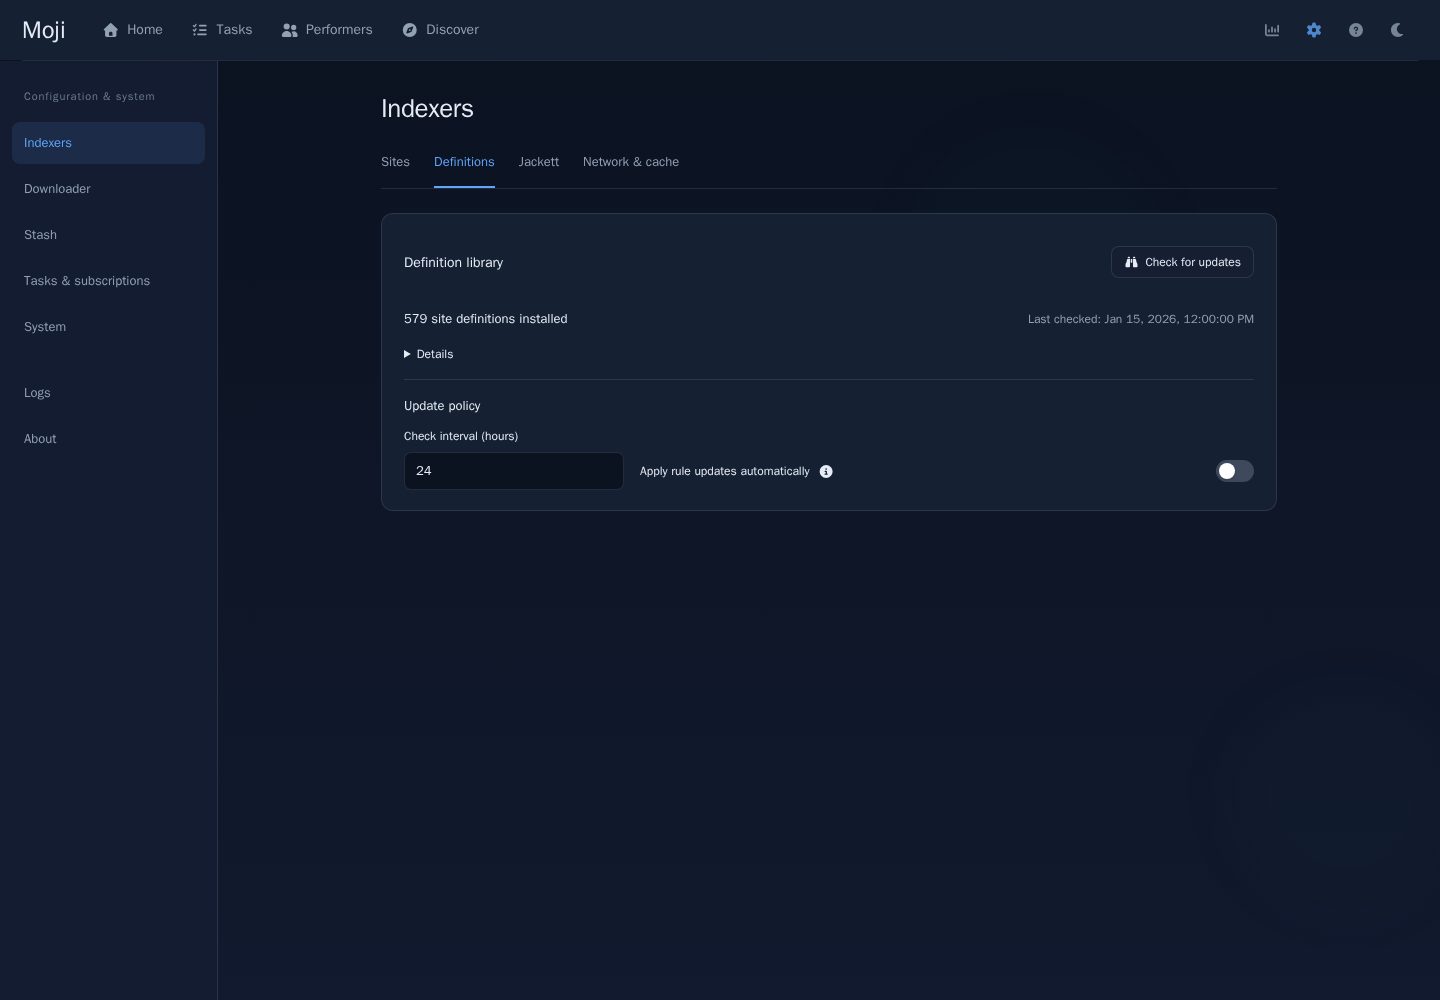 Moji
Home
Tasks
Performers
Discover
Configuration & system
Indexers
Downloader
Stash
Tasks & subscriptions
System
Logs
About
Indexers
Sites
Definitions
Jackett
Network & cache
Definition library
Check for updates
579 site definitions installed
Last checked: Jan 15, 2026, 12:00:00 PM
Details
Update policy
Check interval (hours)
24
Apply rule updates automatically